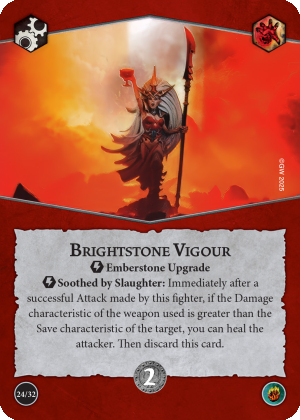 ©GW 2025
Brightstone Vigour
Emberstone Upgrade
Soothed by Slaughter: Immediately after a
successful Attack made by this fighter, if the Damage
characteristic of the weapon used is greater than the
Save characteristic of the target, you can heal the
attacker. Then discard this card.
24/32
2